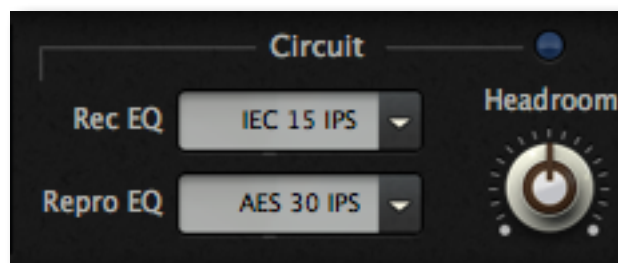 Circuit
Headroom
Rec EQ IEC 15 IPS
Repro EQ AES 30 IPS